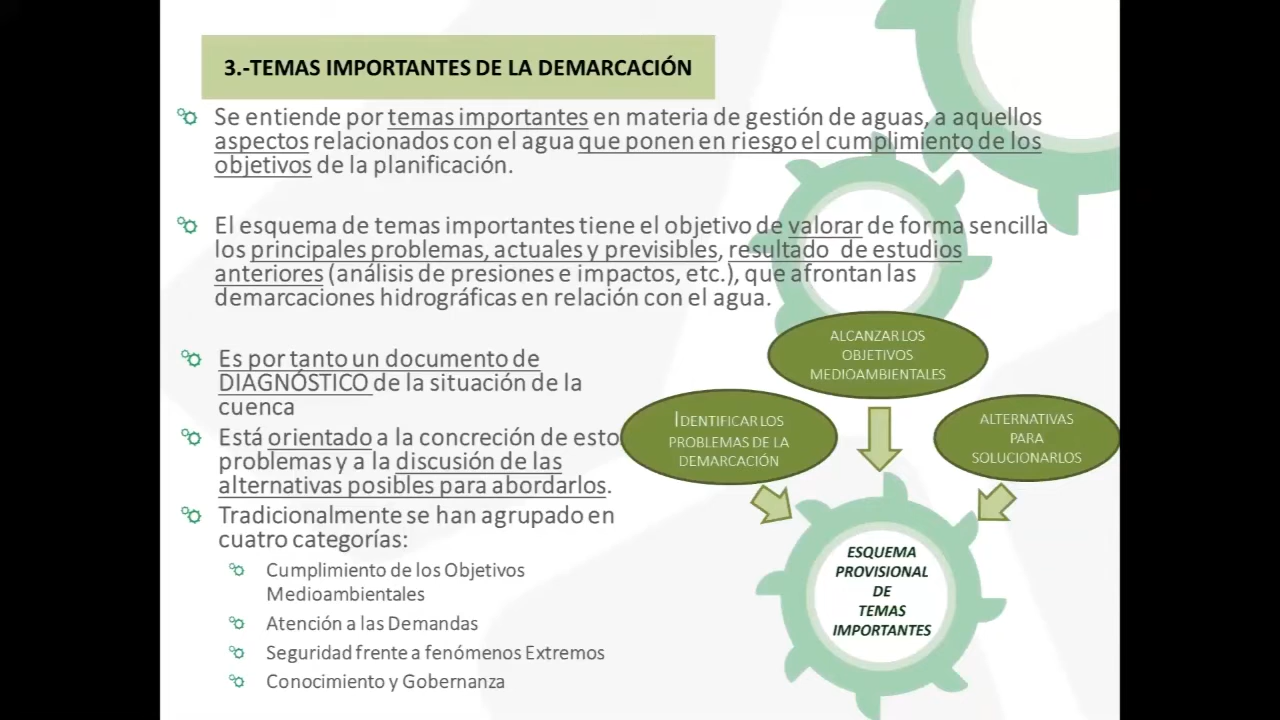 3.-TEMAS IMPORTANTES DE LA DEMARCACIÓN
Se entiende por temas importantes en materia de gestión de aguas, a aquellos
aspectos relacionados con el agua que ponen en riesgo el cumplimiento de los
objetivos de la planificación.
El esquema de temas importantes tiene el objetivo de valorar de forma sencilla
los principales problemas, actuales y previsibles, resultado de estudios
anteriores (análisis de presiones e impactos, etc.), que afrontan las
demarcaciones hidrográficas en relación con el agua.
Es por tanto un documento de
DIAGNÓSTICO de la situación de la
cuenca
Está orientado a la concreción de esto
problemas y a la discusión de las
alternativas posibles para abordarlos.
Tradicionalmente se han agrupado en
cuatro categorías:
Cumplimiento de los Objetivos
Medioambientales
Atención a las Demandas
Seguridad frente a fenómenos Extremos
Conocimiento y Gobernanza
ALCANZAR LOS
OBJETIVOS
MEDIOAMBIENTALES
IDENTIFICAR LOS
PROBLEMAS DE LA
DEMARCACIÓN
ALTERNATIVAS
PARA
SOLUCIONARLOS
ESQUEMA
PROVISIONAL
DE
TEMAS
IMPORTANTES